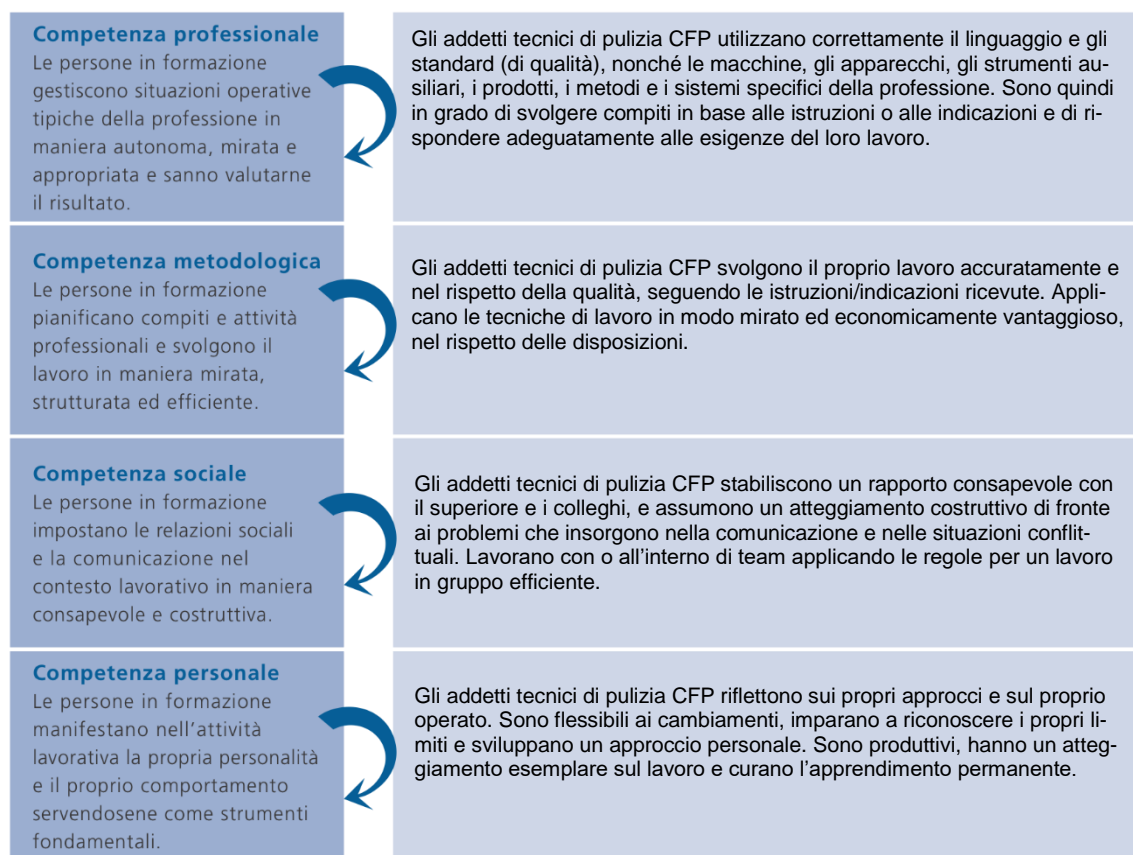 Competenza professionale
Le persone in formazione
gestiscono situazioni operative
tipiche della professione in
maniera autonoma, mirata e
appropriata e sanno valutarne
il risultato.
Gli addetti tecnici di pulizia CFP utilizzano correttamente il linguaggio e gli
standard (di qualità), nonché le macchine, gli apparecchi, gli strumenti au-
siliari, i prodotti, i metodi e i sistemi specifici della professione. Sono quindi
in grado di svolgere compiti in base alle istruzioni o alle indicazioni e di ri-
spondere adeguatamente alle esigenze del loro lavoro.
Competenza metodologica
Le persone in formazione
pianificano compiti e attività
professionali e svolgono il
lavoro in maniera mirata,
strutturata ed efficiente.
Gli addetti tecnici di pulizia CFP svolgono il proprio lavoro accuratamente e
nel rispetto della qualità, seguendo le istruzioni/indicazioni ricevute. Appli-
cano le tecniche di lavoro in modo mirato ed economicamente vantaggioso,
nel rispetto delle disposizioni.
Competenza sociale
Le persone in formazione
impostano le relazioni sociali
e la comunicazione nel
contesto lavorativo in maniera
consapevole e costruttiva.
Gli addetti tecnici di pulizia CFP stabiliscono un rapporto consapevole con
il superiore e i colleghi, e assumono un atteggiamento costruttivo di fronte
ai problemi che insorgono nella comunicazione e nelle situazioni conflit-
tuali. Lavorano con o all'interno di team applicando le regole per un lavoro
in gruppo efficiente.
Competenza personale
Le persone in formazione
manifestano nell'attività
lavorativa la propria personalità
e il proprio comportamento
servendosene come strumenti
fondamentali.
Gli addetti tecnici di pulizia CFP riflettono sui propri approcci e sul proprio
operato. Sono flessibili ai cambiamenti, imparano a riconoscere i propri li-
miti e sviluppano un approccio personale. Sono produttivi, hanno un atteg-
giamento esemplare sul lavoro e curano l'apprendimento permanente.